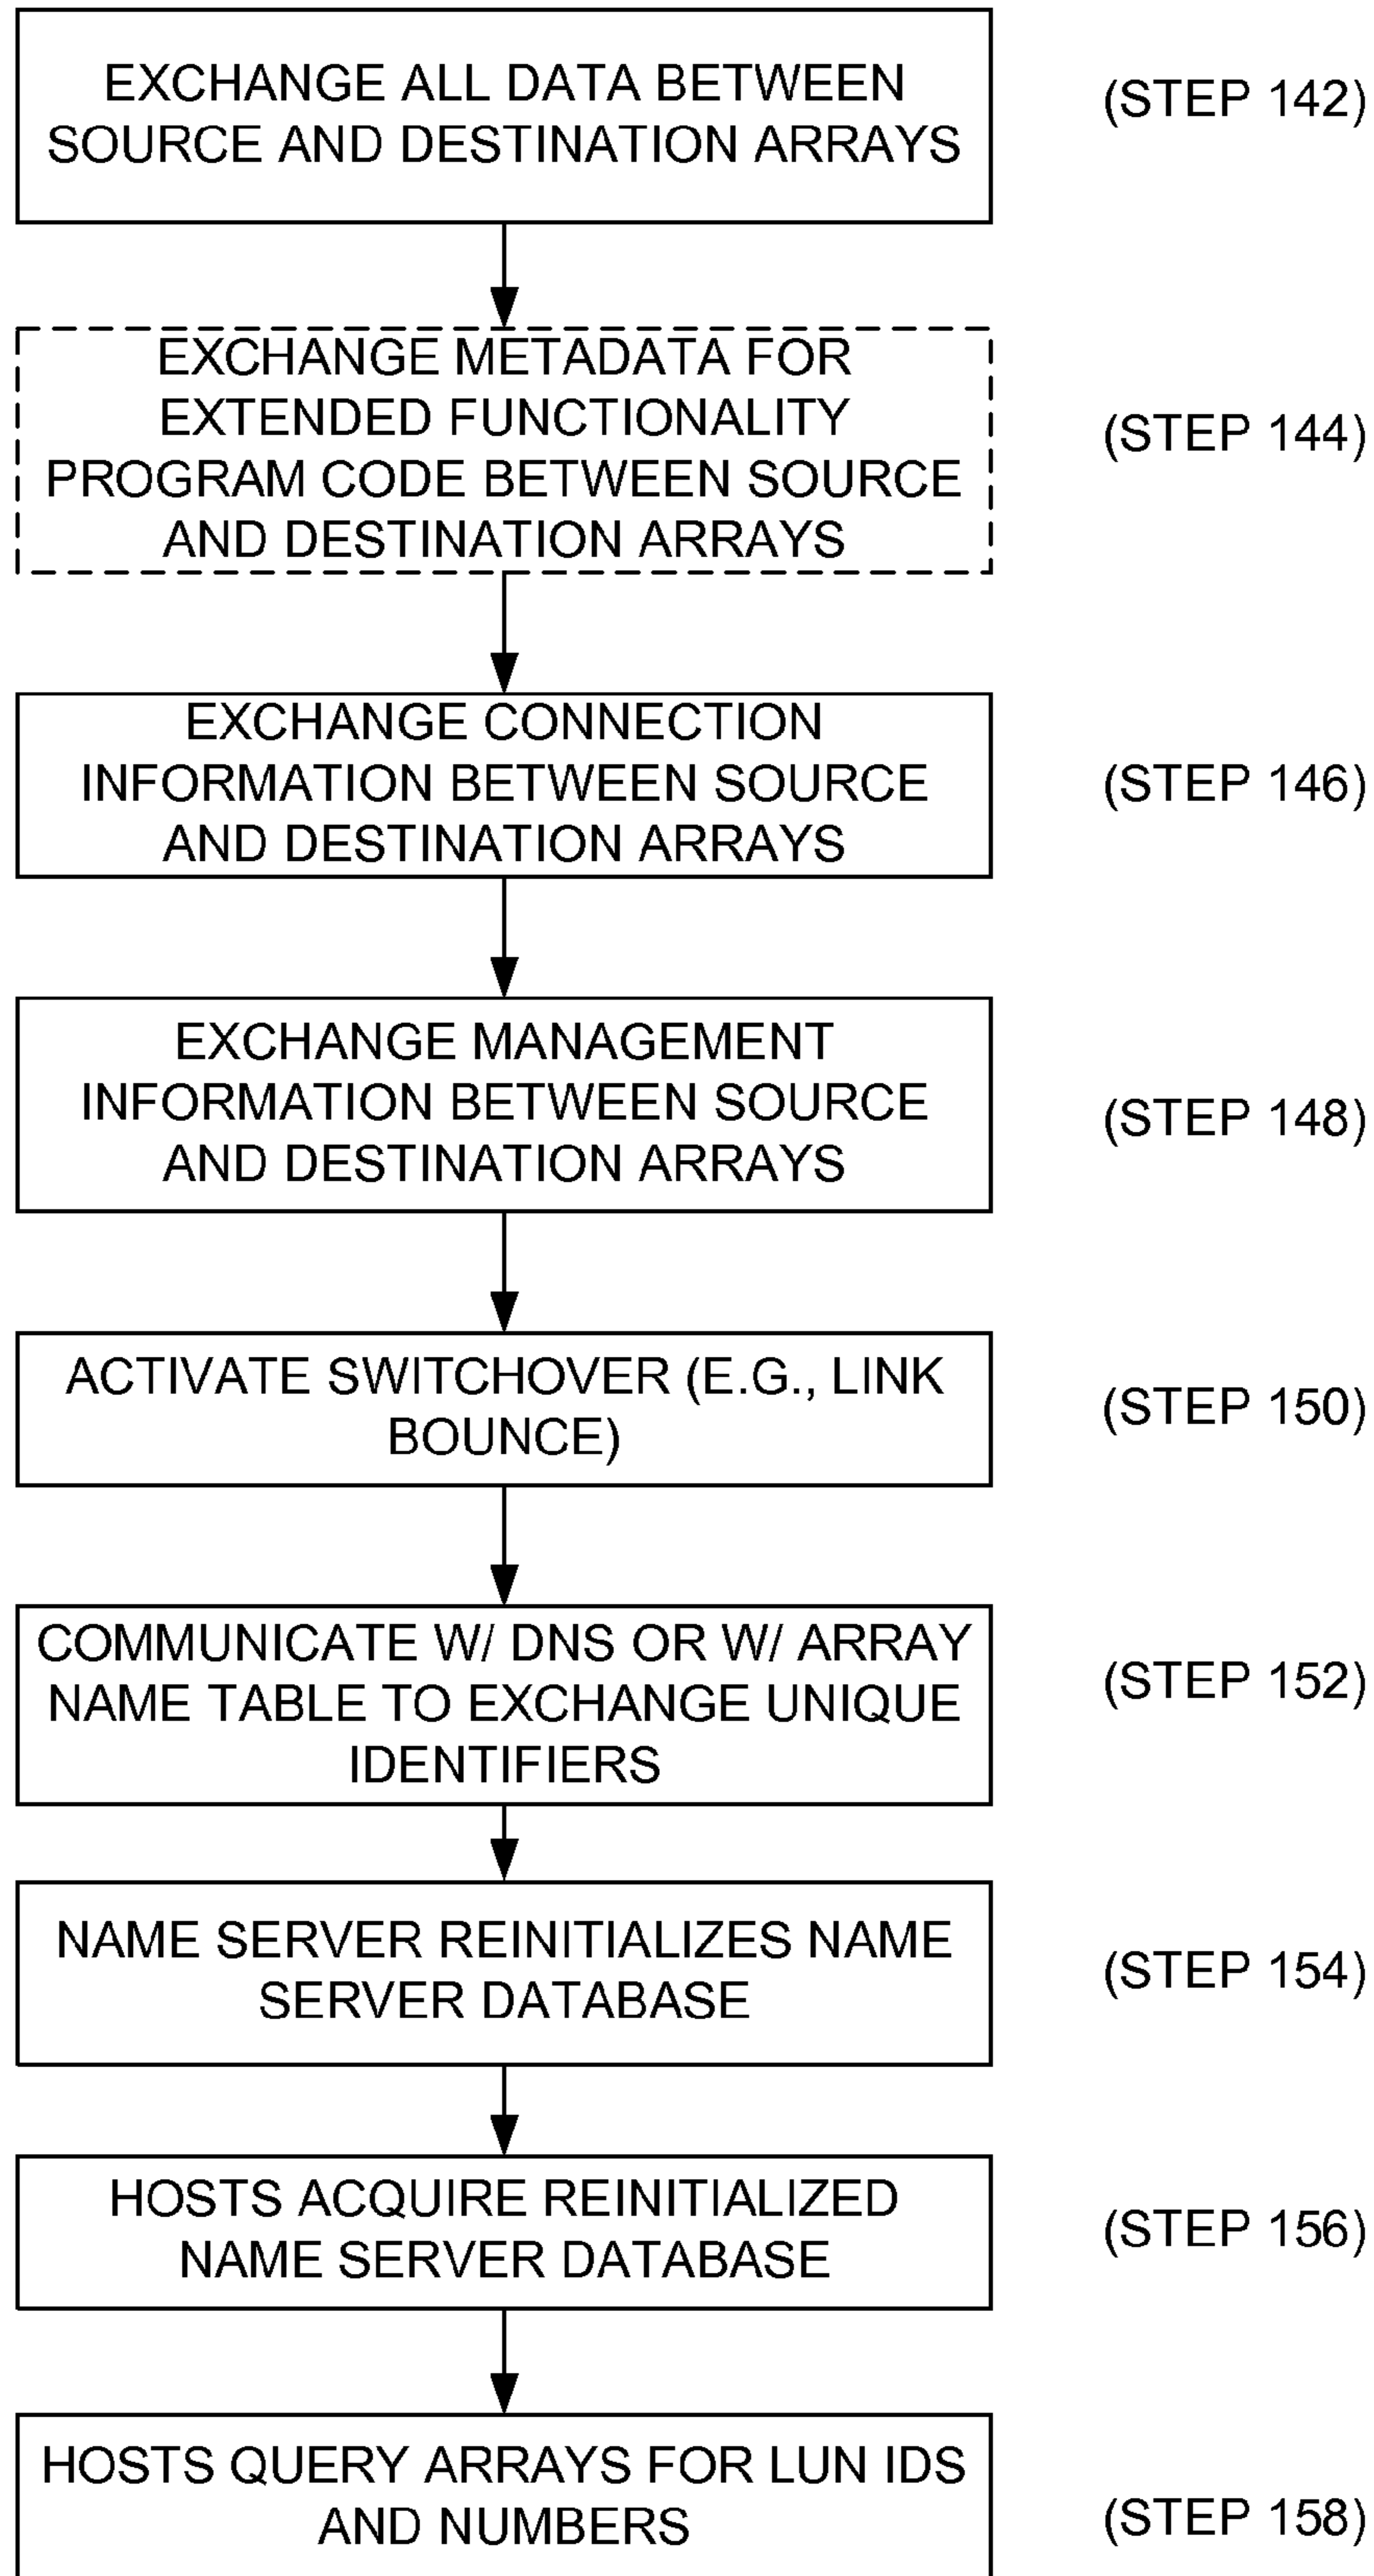 EXCHANGE ALL DATA BETWEEN
SOURCE AND DESTINATION ARRAYS
(STEP 142)
EXCHANGE METADATA FOR
EXTENDED FUNCTIONALITY
PROGRAM CODE BETWEEN SOURCE
AND DESTINATION ARRAYS
(STEP 144)
EXCHANGE CONNECTION
INFORMATION BETWEEN SOURCE
AND DESTINATION ARRAYS
(STEP 146)
EXCHANGE MANAGEMENT
INFORMATION BETWEEN SOURCE
AND DESTINATION ARRAYS
(STEP 148)
ACTIVATE SWITCHOVER (E.G., LINK
BOUNCE)
(STEP 150)
COMMUNICATE W/ DNS OR W/ ARRAY
NAME TABLE TO EXCHANGE UNIQUE
IDENTIFIERS
(STEP 152)
NAME SERVER REINITIALIZES NAME
SERVER DATABASE
(STEP 154)
HOSTS ACQUIRE REINITIALIZED
NAME SERVER DATABASE
(STEP 156)
HOSTS QUERY ARRAYS FOR LUN IDS
AND NUMBERS
(STEP 158)